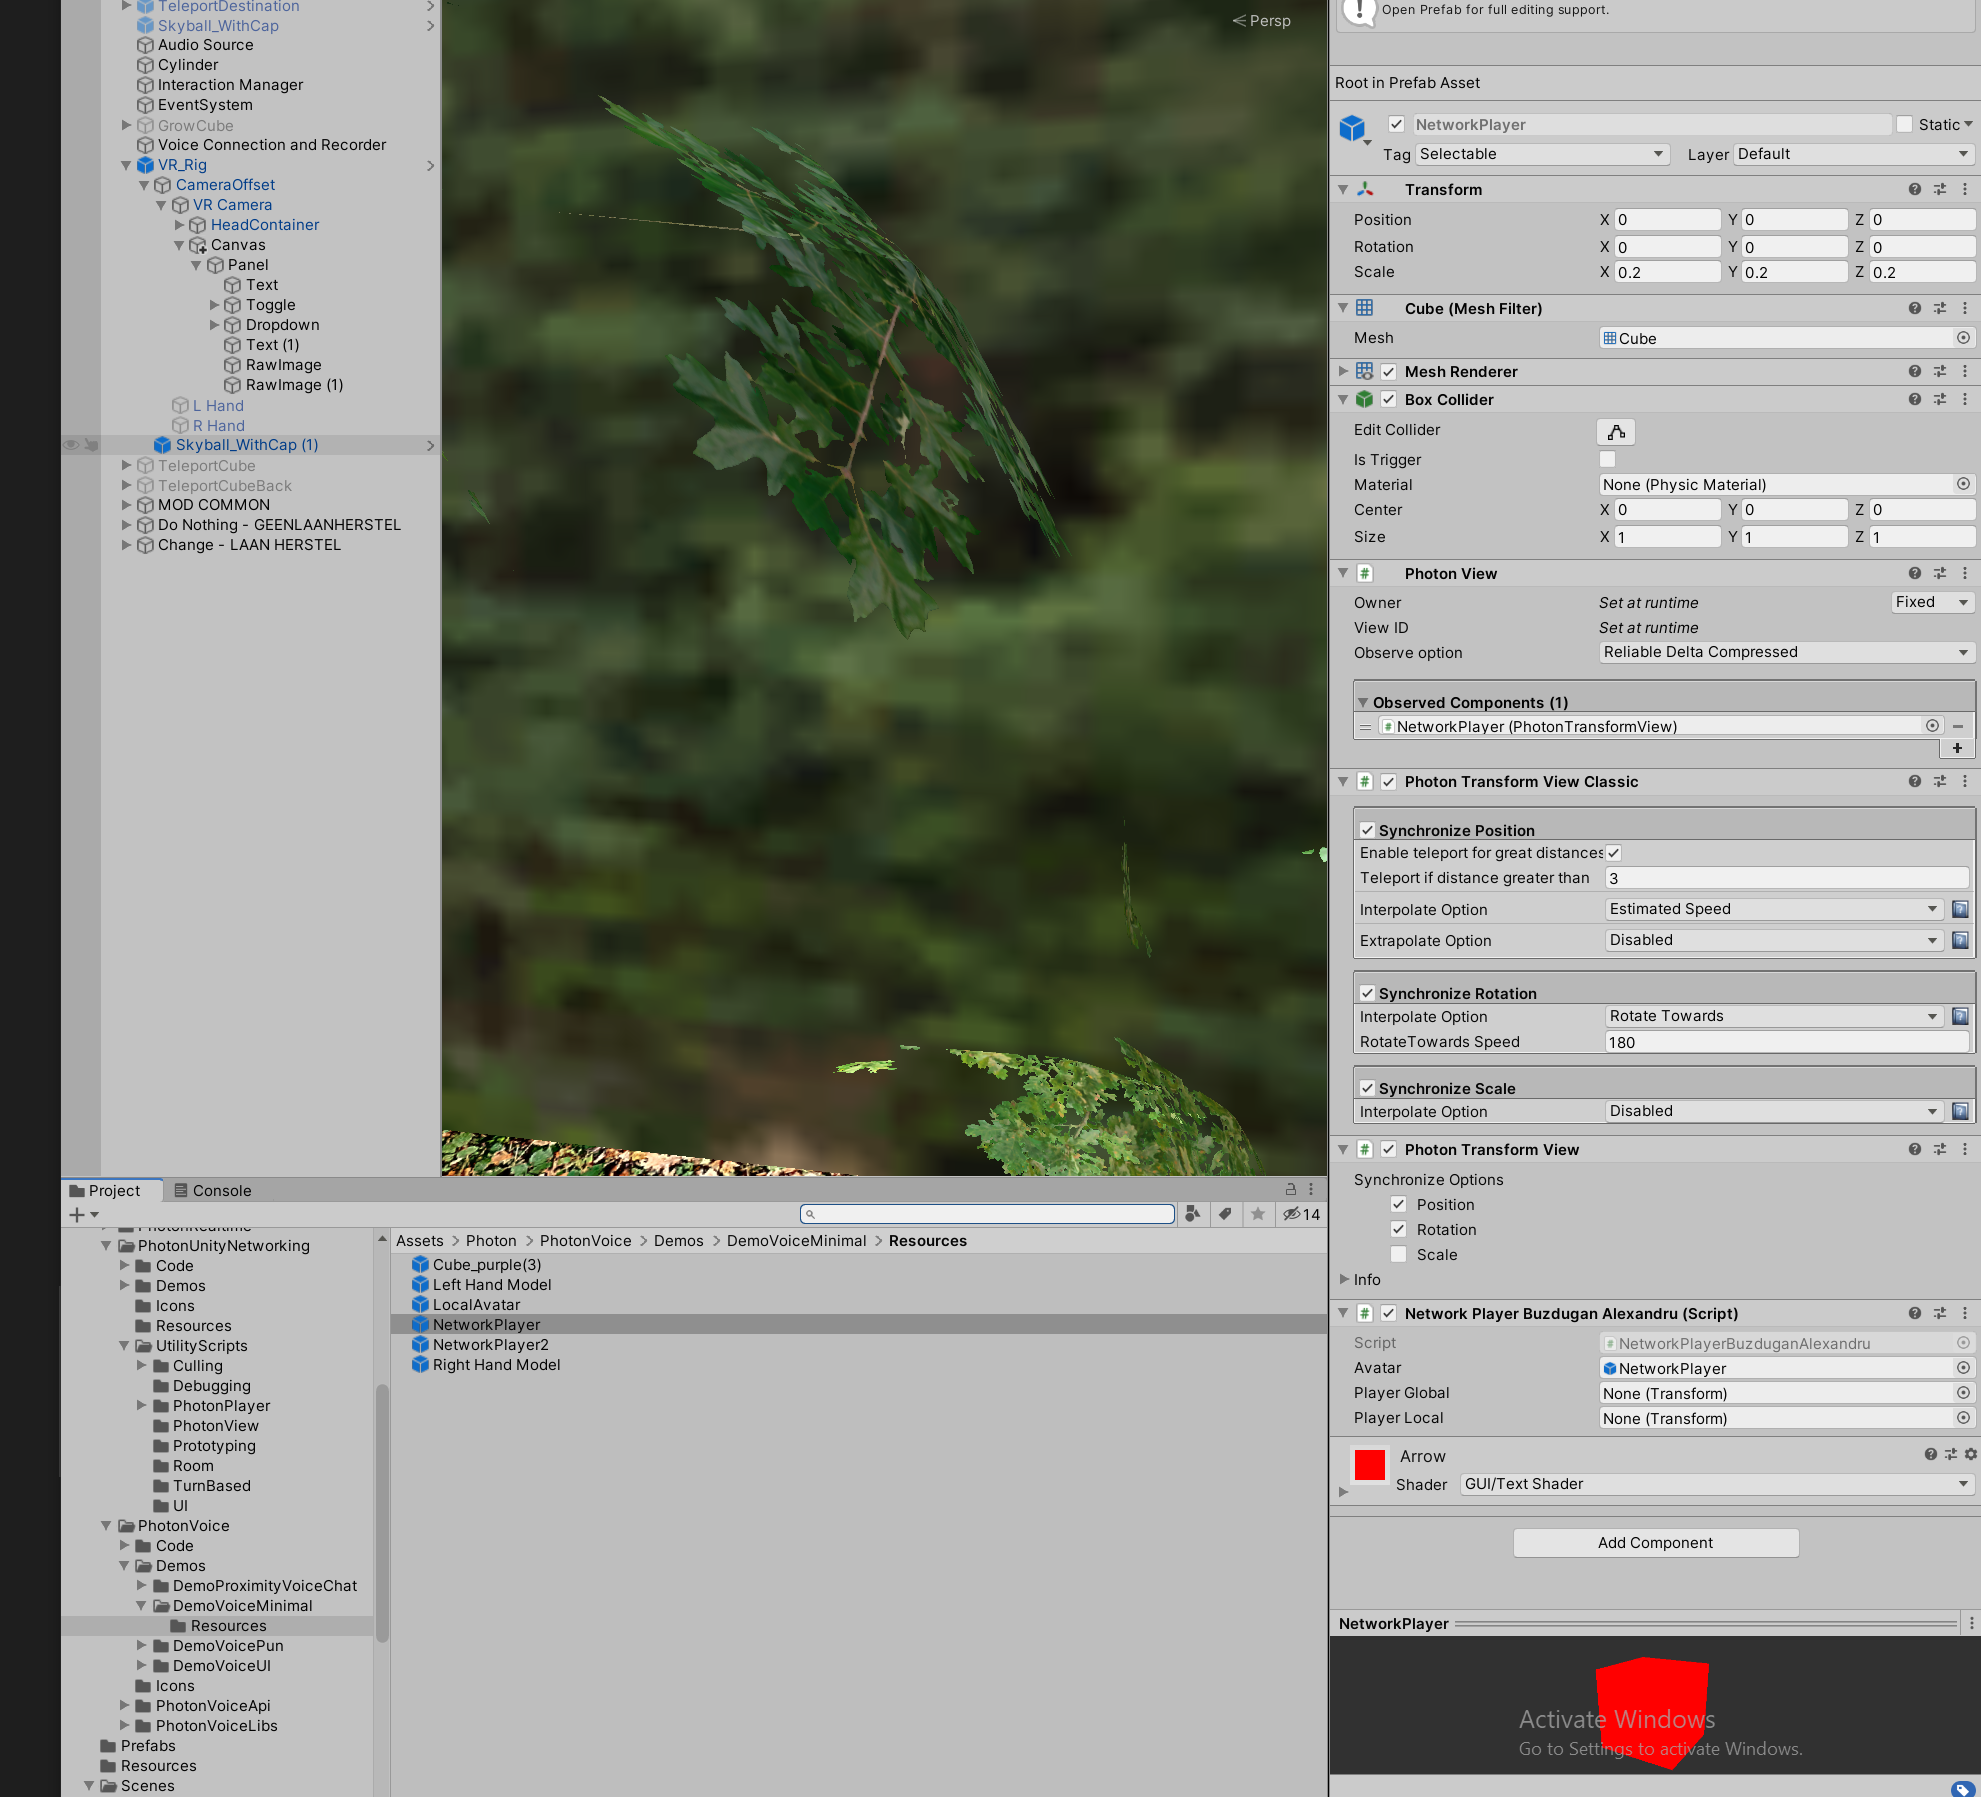 TeleportDestination
Skyball_WithCap
Audio Source
Cylinder
Interaction Manager
EventSystem
GrowCube
Voice Connection and Recorder
VR_Rig
CameraOffset
VR Camera
HeadContainer
Canvas
Panel
Text
Toggle
Dropdown
Text (1)
RawImage
RawImage (1)
L Hand
R Hand
Skyball_WithCap (1)
TeleportCube
TeleportCubeBack
MOD COMMON
Do Nothing - GEENLAANHERSTEL
Change - LAAN HERSTEL
Persp
Open Prefab for full editing support.
Root in Prefab Asset
NetworkPlayer Static
Tag Selectable Layer Default
Transform
Position X 0 Y 0 Z 0
Rotation X 0 Y 0 Z 0
Scale X 0.2 Y 0.2 Z 0.2
Cube (Mesh Filter)
Mesh Cube
Mesh Renderer
Box Collider
Edit Collider
Is Trigger
Material None (Physic Material)
Center X 0 Y 0 Z 0
Size X 1 Y 1 Z 1
Photon View
Owner Set at runtime Fixed
View ID Set at runtime
Observe option Reliable Delta Compressed
Observed Components (1)
NetworkPlayer (PhotonTransformView)
Photon Transform View Classic
Synchronize Position
Enable teleport for great distances
Teleport if distance greater than 3
Interpolate Option Estimated Speed
Extrapolate Option Disabled
Synchronize Rotation
Interpolate Option Rotate Towards
RotateTowards Speed 180
Synchronize Scale
Interpolate Option Disabled
Photon Transform View
Synchronize Options
Position
Rotation
Scale
Info
Network Player Buzdugan Alexandru (Script)
Script NetworkPlayerBuzduganAlexandru
Avatar NetworkPlayer
Player Global None (Transform)
Player Local None (Transform)
Arrow
Shader GUI/Text Shader
Add Component
NetworkPlayer
Activate Windows
Go to Settings to activate Windows.
Project Console
14
PhotonRealtime
PhotonUnityNetworking
Code
Demos
Icons
Resources
UtilityScripts
Culling
Debugging
PhotonPlayer
PhotonView
Prototyping
Room
TurnBased
UI
PhotonVoice
Code
Demos
DemoProximityVoiceChat
DemoVoiceMinimal
Resources
DemoVoicePun
DemoVoiceUI
Icons
PhotonVoiceApi
PhotonVoiceLibs
Prefabs
Resources
Scenes
Assets > Photon > PhotonVoice > Demos > DemoVoiceMinimal > Resources
Cube_purple(3)
Left Hand Model
LocalAvatar
NetworkPlayer
NetworkPlayer2
Right Hand Model